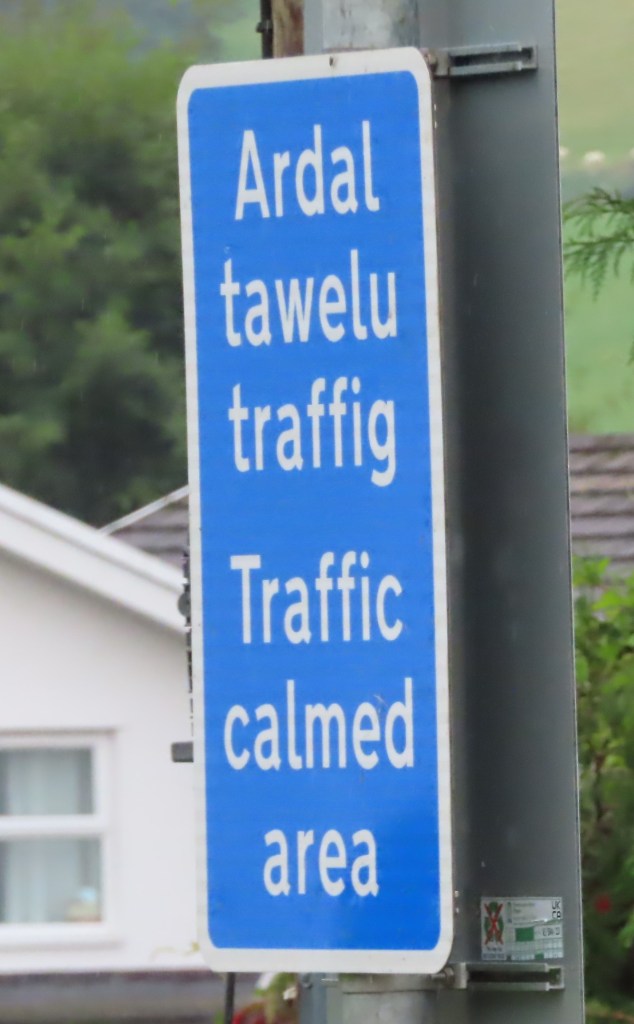 Ardal
tawelu
traffig
Traffic
calmed
area